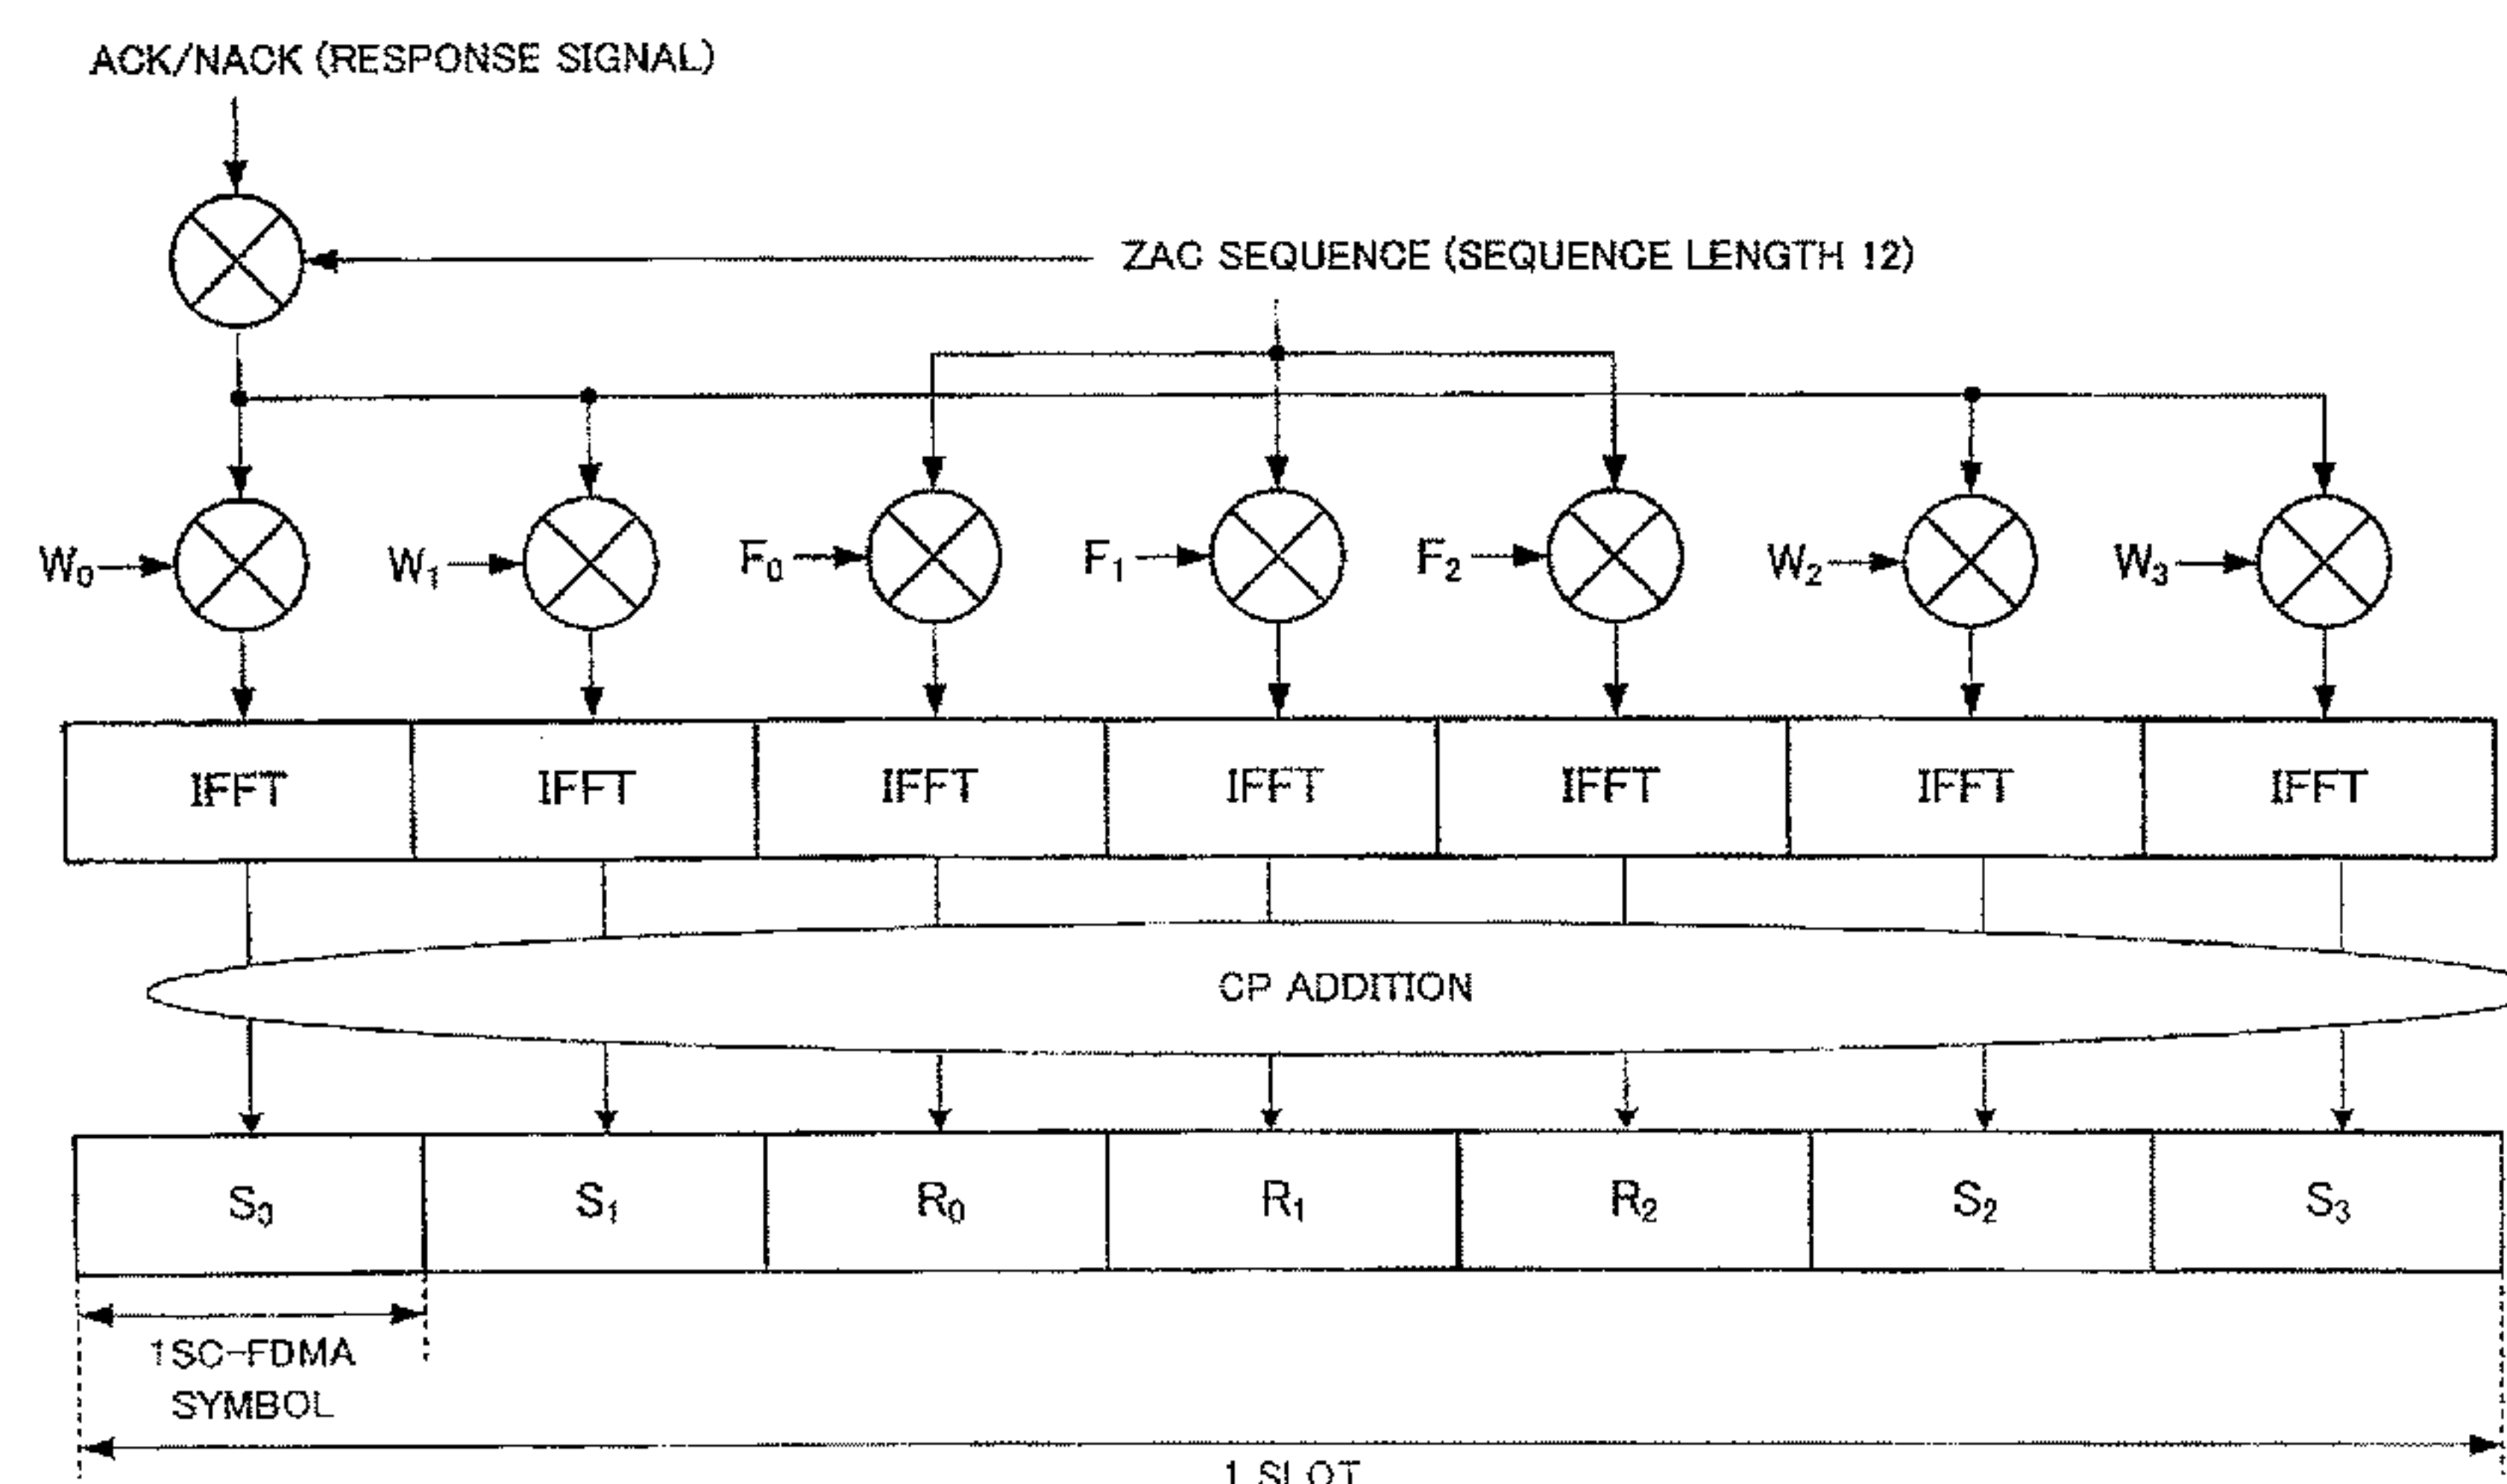 ACK/NACK (RESPONSE SIGNAL)
ZAC SEQUENCE (SEQUENCE LENGTH 12)
W₀ W₁ F₀ F₁ F₂ W₂ W₃
IFFT IFFT IFFT IFFT IFFT IFFT IFFT
CP ADDITION
S₀ S₁ R₀ R₁ R₂ S₂ S₃
1SC-FDMA
SYMBOL
1 SLOT